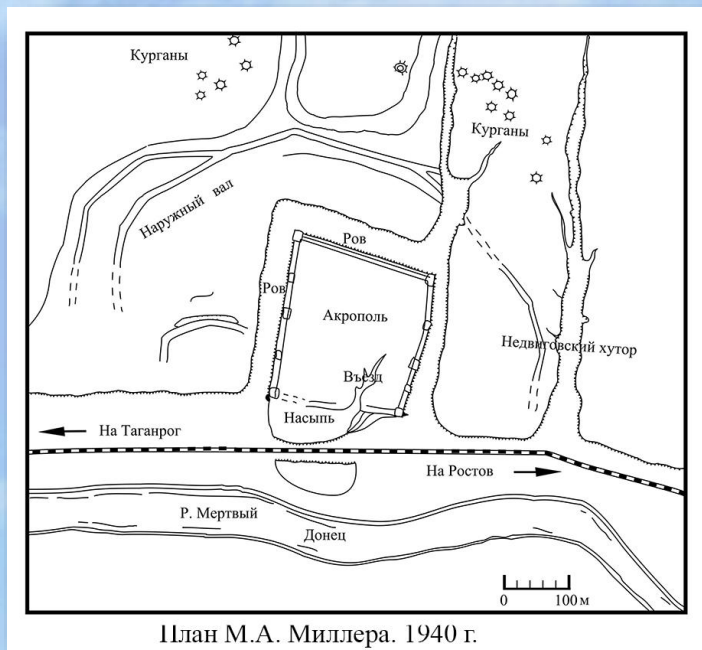 Курганы
Курганы
Наружный вал
Ров
Ров
Акрополь
Недвиговский хутор
Въезд
Насыпь
На Таганрог
На Ростов
Р. Мертвый
Донец
0 100 м
План М.А. Миллера. 1940 г.